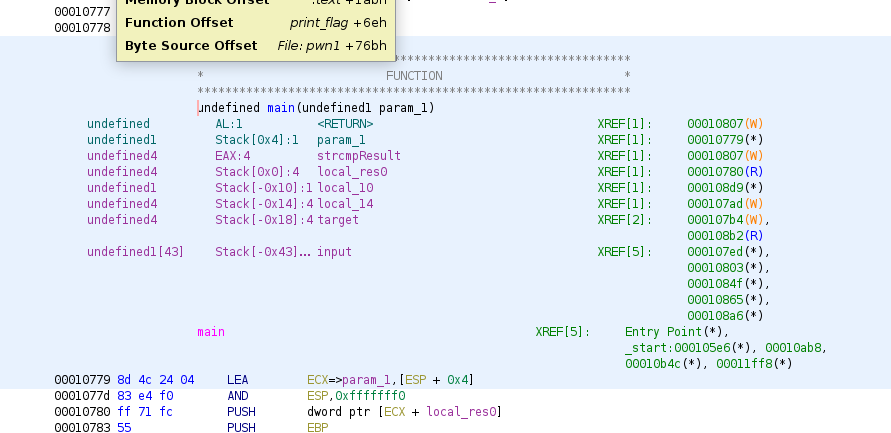 Memory Block Offset .text +1abh
00010777
Function Offset print_flag +6eh
00010778
Byte Source Offset File: pwn1 +76bh
**********************************
* FUNCTION *
**************************************************************
undefined main(undefined1 param_1)
undefined AL:1 <RETURN> XREF[1]: 00010807(W)
undefined1 Stack[0x4]:1 param_1 XREF[1]: 00010779(*)
undefined4 EAX:4 strcmpResult XREF[1]: 00010807(W)
undefined4 Stack[0x0]:4 local_res0 XREF[1]: 00010780(R)
undefined1 Stack[-0x10]:1 local_10 XREF[1]: 000108d9(*)
undefined4 Stack[-0x14]:4 local_14 XREF[1]: 000107ad(W)
undefined4 Stack[-0x18]:4 target XREF[2]: 000107b4(W),
000108b2(R)
undefined1[43] Stack[-0x43]... input XREF[5]: 000107ed(*),
00010803(*),
0001084f(*),
00010865(*),
000108a6(*)
main XREF[5]: Entry Point(*),
_start:000105e6(*), 00010ab8,
00010b4c(*), 00011ff8(*)
00010779 8d 4c 24 04 LEA ECX=>param_1,[ESP + 0x4]
0001077d 83 e4 f0 AND ESP,0xfffffff0
00010780 ff 71 fc PUSH dword ptr [ECX + local_res0]
00010783 55 PUSH EBP